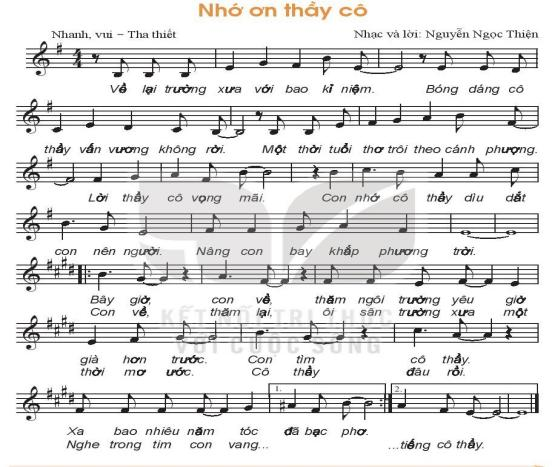 Nhớ ơn thầy cô
Nhanh, vui – Tha thiết
Nhạc và lời: Nguyễn Ngọc Thiện
Về lại trường xưa với bao kỉ niệm. Bóng dáng cô
thầy vấn vương không rời. Một thời tuổi thơ trôi theo cánh phượng.
Lời thầy cô vọng mãi. Con nhớ cô thầy dìu dắt
con nên người. Nâng con bay khắp phương trời.
Bây giờ, con về, thăm ngôi trường yêu giờ
Con về, thăm lại, ôi sân trường xưa một
KẾT NỐI TRI THỨC
VỚI CUỘC SỐNG
già hơn trước. Con tìm cô thầy.
thời mơ ước. Cô thầy đâu rồi.
1.
2.
Xa bao nhiêu năm tóc đã bạc phơ.
Nghe trong tim con vang... ...tiếng cô thầy.